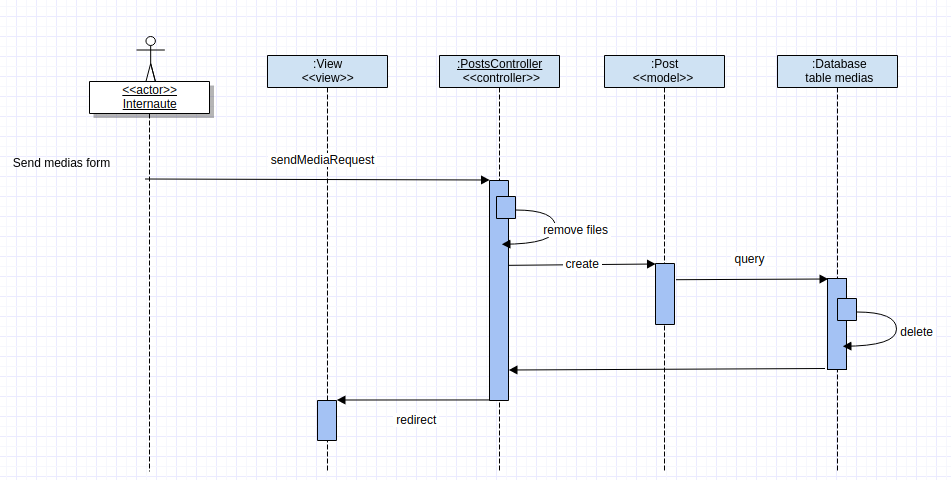 :View
<<view>>
:PostsController
<<controller>>
:Post
<<model>>
:Database
table medias
<<actor>>
Internaute
Send medias form
sendMediaRequest
remove files
create
query
delete
redirect